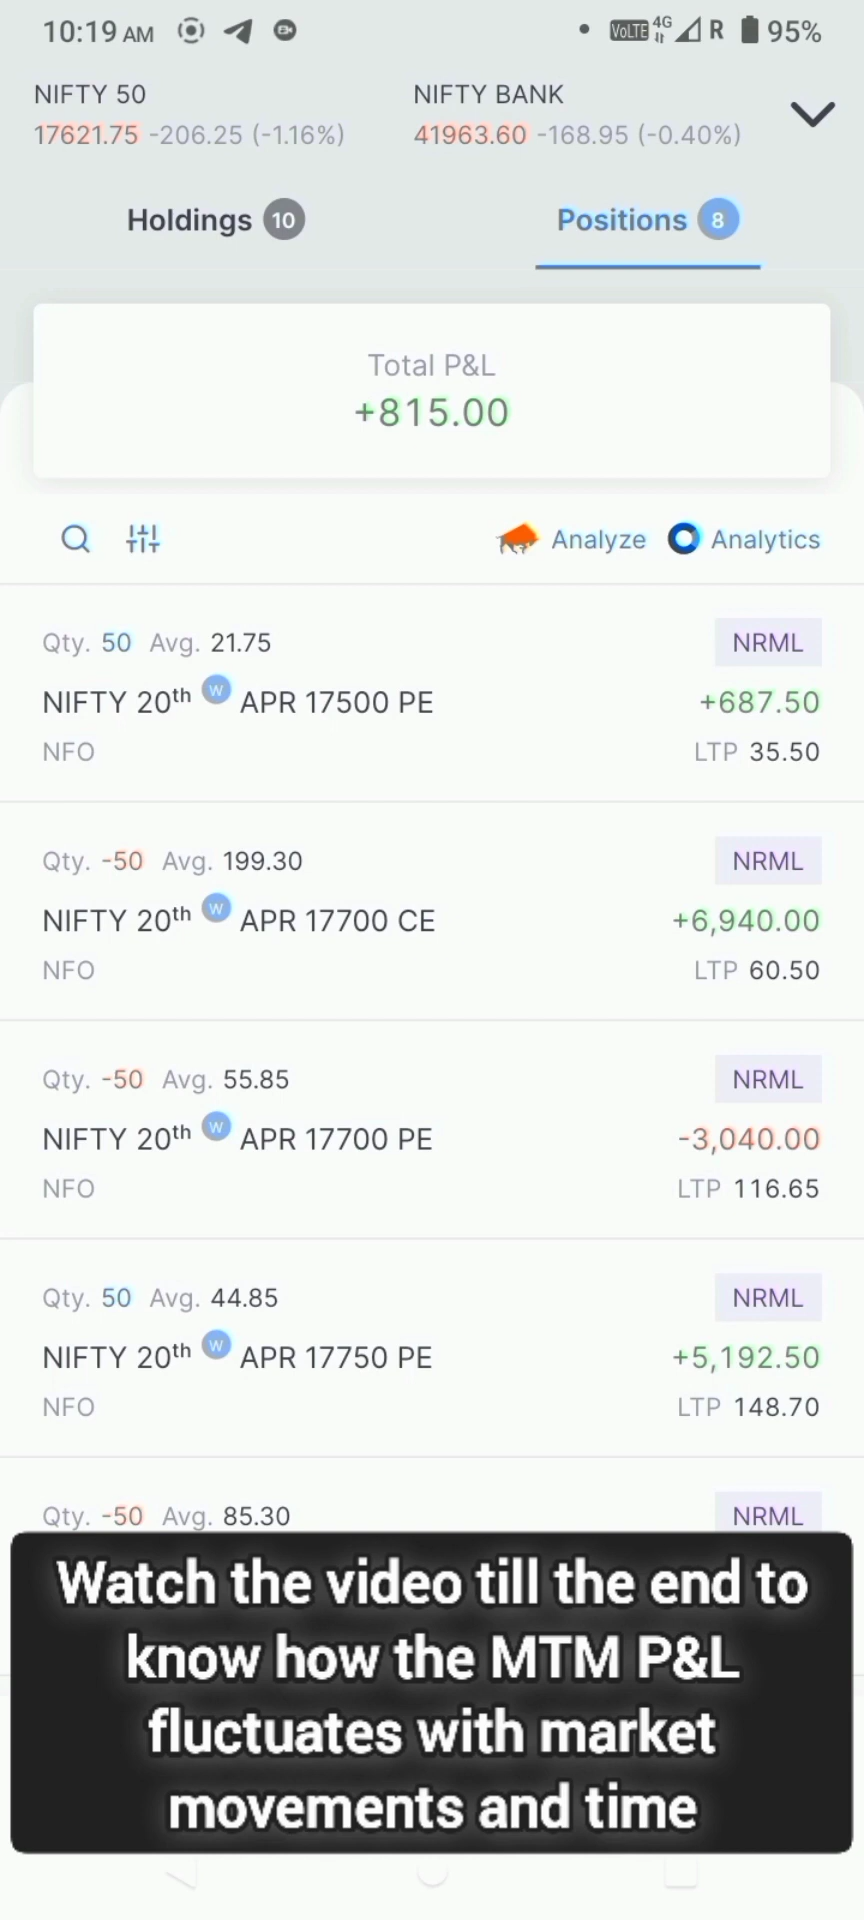 10:19 AM VoLTE 4G R 95%
NIFTY 50 NIFTY BANK
17621.75 -206.25 (-1.16%) 41963.60 -168.95 (-0.40%)
Holdings 10 Positions 8
Total P&L
+815.00
Analyze Analytics
Qty. 50 Avg. 21.75 NRML
NIFTY 20th W APR 17500 PE +687.50
NFO LTP 35.50
Qty. -50 Avg. 199.30 NRML
NIFTY 20th W APR 17700 CE +6,940.00
NFO LTP 60.50
Qty. -50 Avg. 55.85 NRML
NIFTY 20th W APR 17700 PE -3,040.00
NFO LTP 116.65
Qty. 50 Avg. 44.85 NRML
NIFTY 20th W APR 17750 PE +5,192.50
NFO LTP 148.70
Qty. -50 Avg. 85.30 NRML
Watch the video till the end to
know how the MTM P&L
fluctuates with market
movements and time